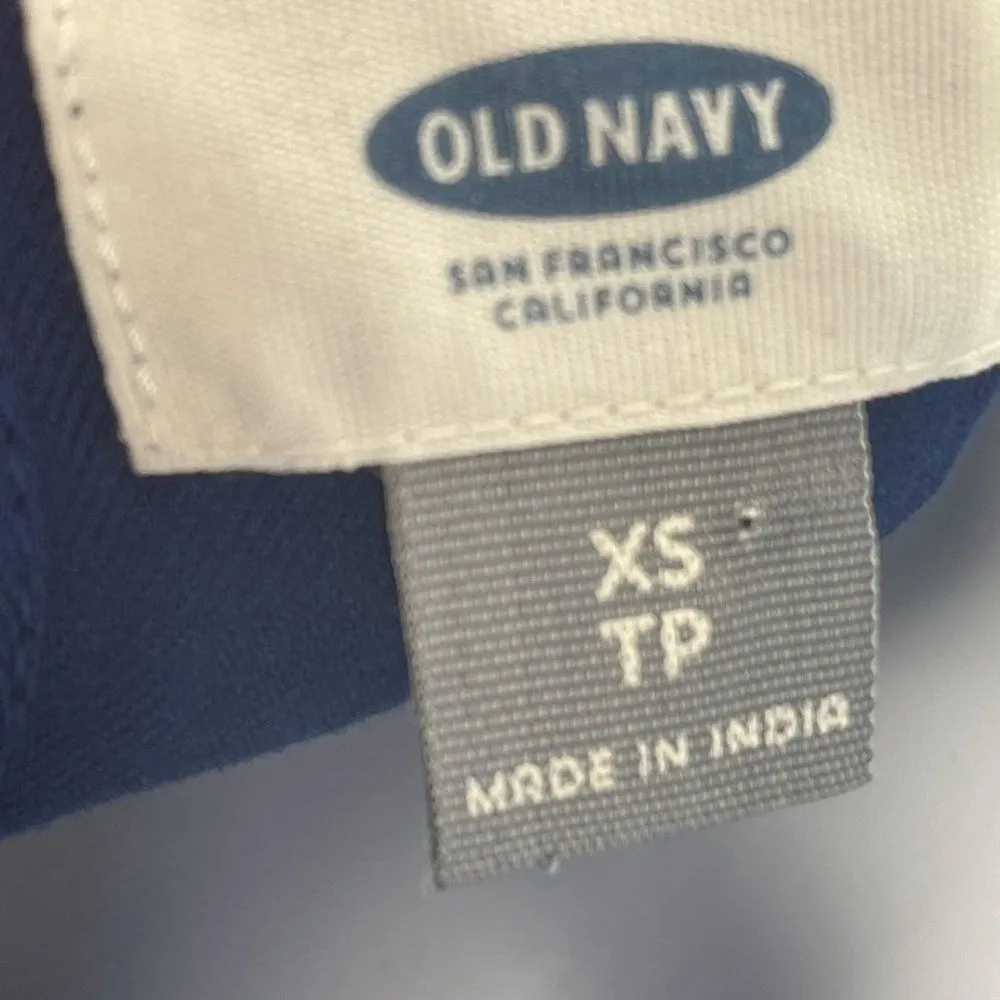 OLD NAVY
SAN FRANCISCO
CALIFORNIA
XS
TP
MADE IN INDIA